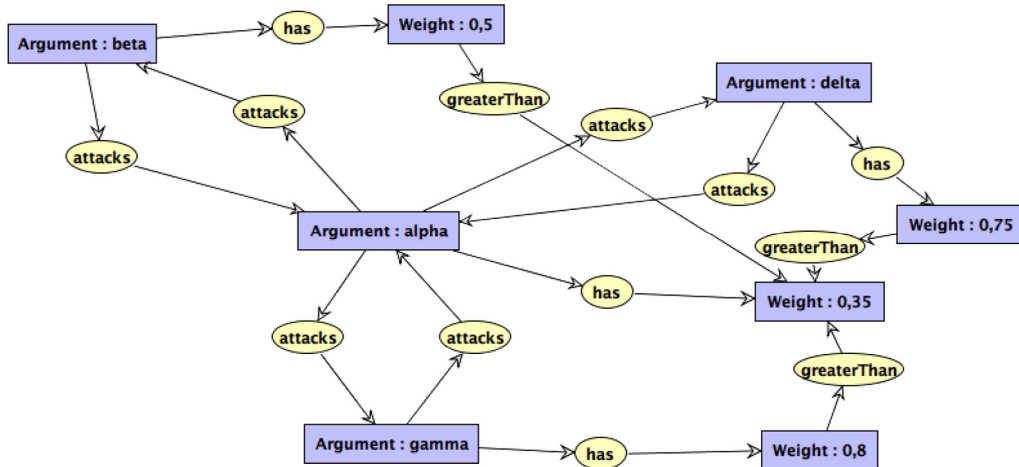 has
Weight : 0,5
Argument : beta
Argument : delta
greaterThan
attacks
attacks
attacks
has
attacks
Weight : 0,75
Argument : alpha
greaterThan
has
Weight : 0,35
attacks
attacks
greaterThan
Argument : gamma
has
Weight : 0,8